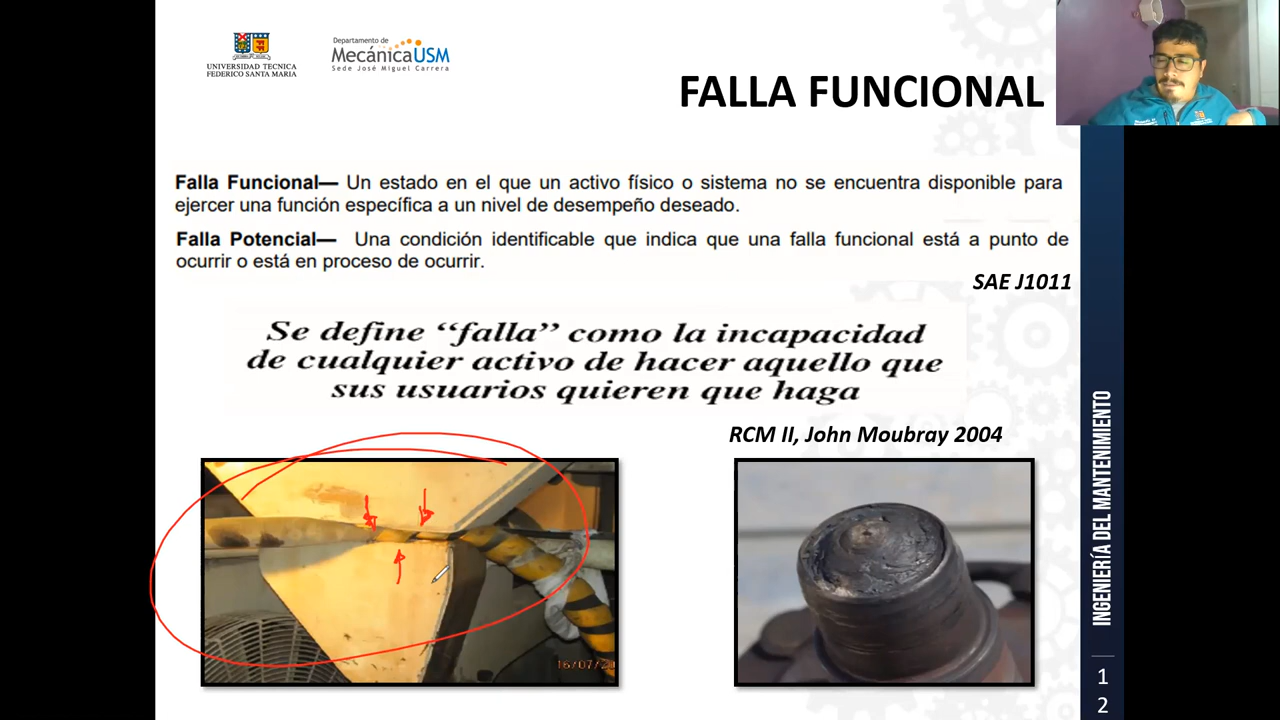 UNIVERSIDAD TECNICA
FEDERICO SANTA MARIA
Departamento de
MecánicaUSM
Sede José Miguel Carrera
FALLA FUNCIONAL
Falla Funcional— Un estado en el que un activo físico o sistema no se encuentra disponible para
ejercer una función específica a un nivel de desempeño deseado.
Falla Potencial— Una condición identificable que indica que una falla funcional está a punto de
ocurrir o está en proceso de ocurrir.
SAE J1011
Se define “falla” como la incapacidad
de cualquier activo de hacer aquello que
sus usuarios quieren que haga
RCM II, John Moubray 2004
16/07/20
INGENIERÍA DEL MANTENIMIENTO
1
2